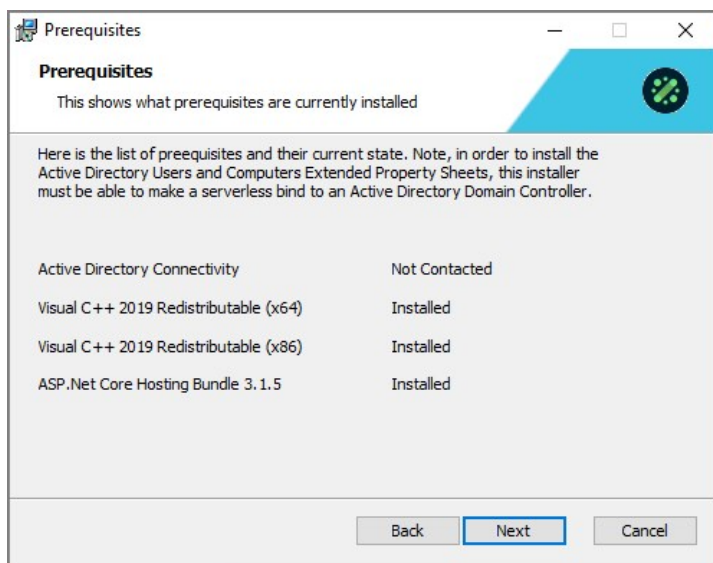 Prerequisites
Prerequisites
This shows what prerequisites are currently installed
Here is the list of preequisites and their current state. Note, in order to install the
Active Directory Users and Computers Extended Property Sheets, this installer
must be able to make a serverless bind to an Active Directory Domain Controller.
Active Directory Connectivity Not Contacted
Visual C++ 2019 Redistributable (x64) Installed
Visual C++ 2019 Redistributable (x86) Installed
ASP.Net Core Hosting Bundle 3.1.5 Installed
Back Next Cancel